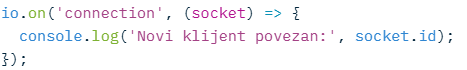 io.on('connection', (socket) => {
  console.log('Novi klijent povezan:', socket.id);
});